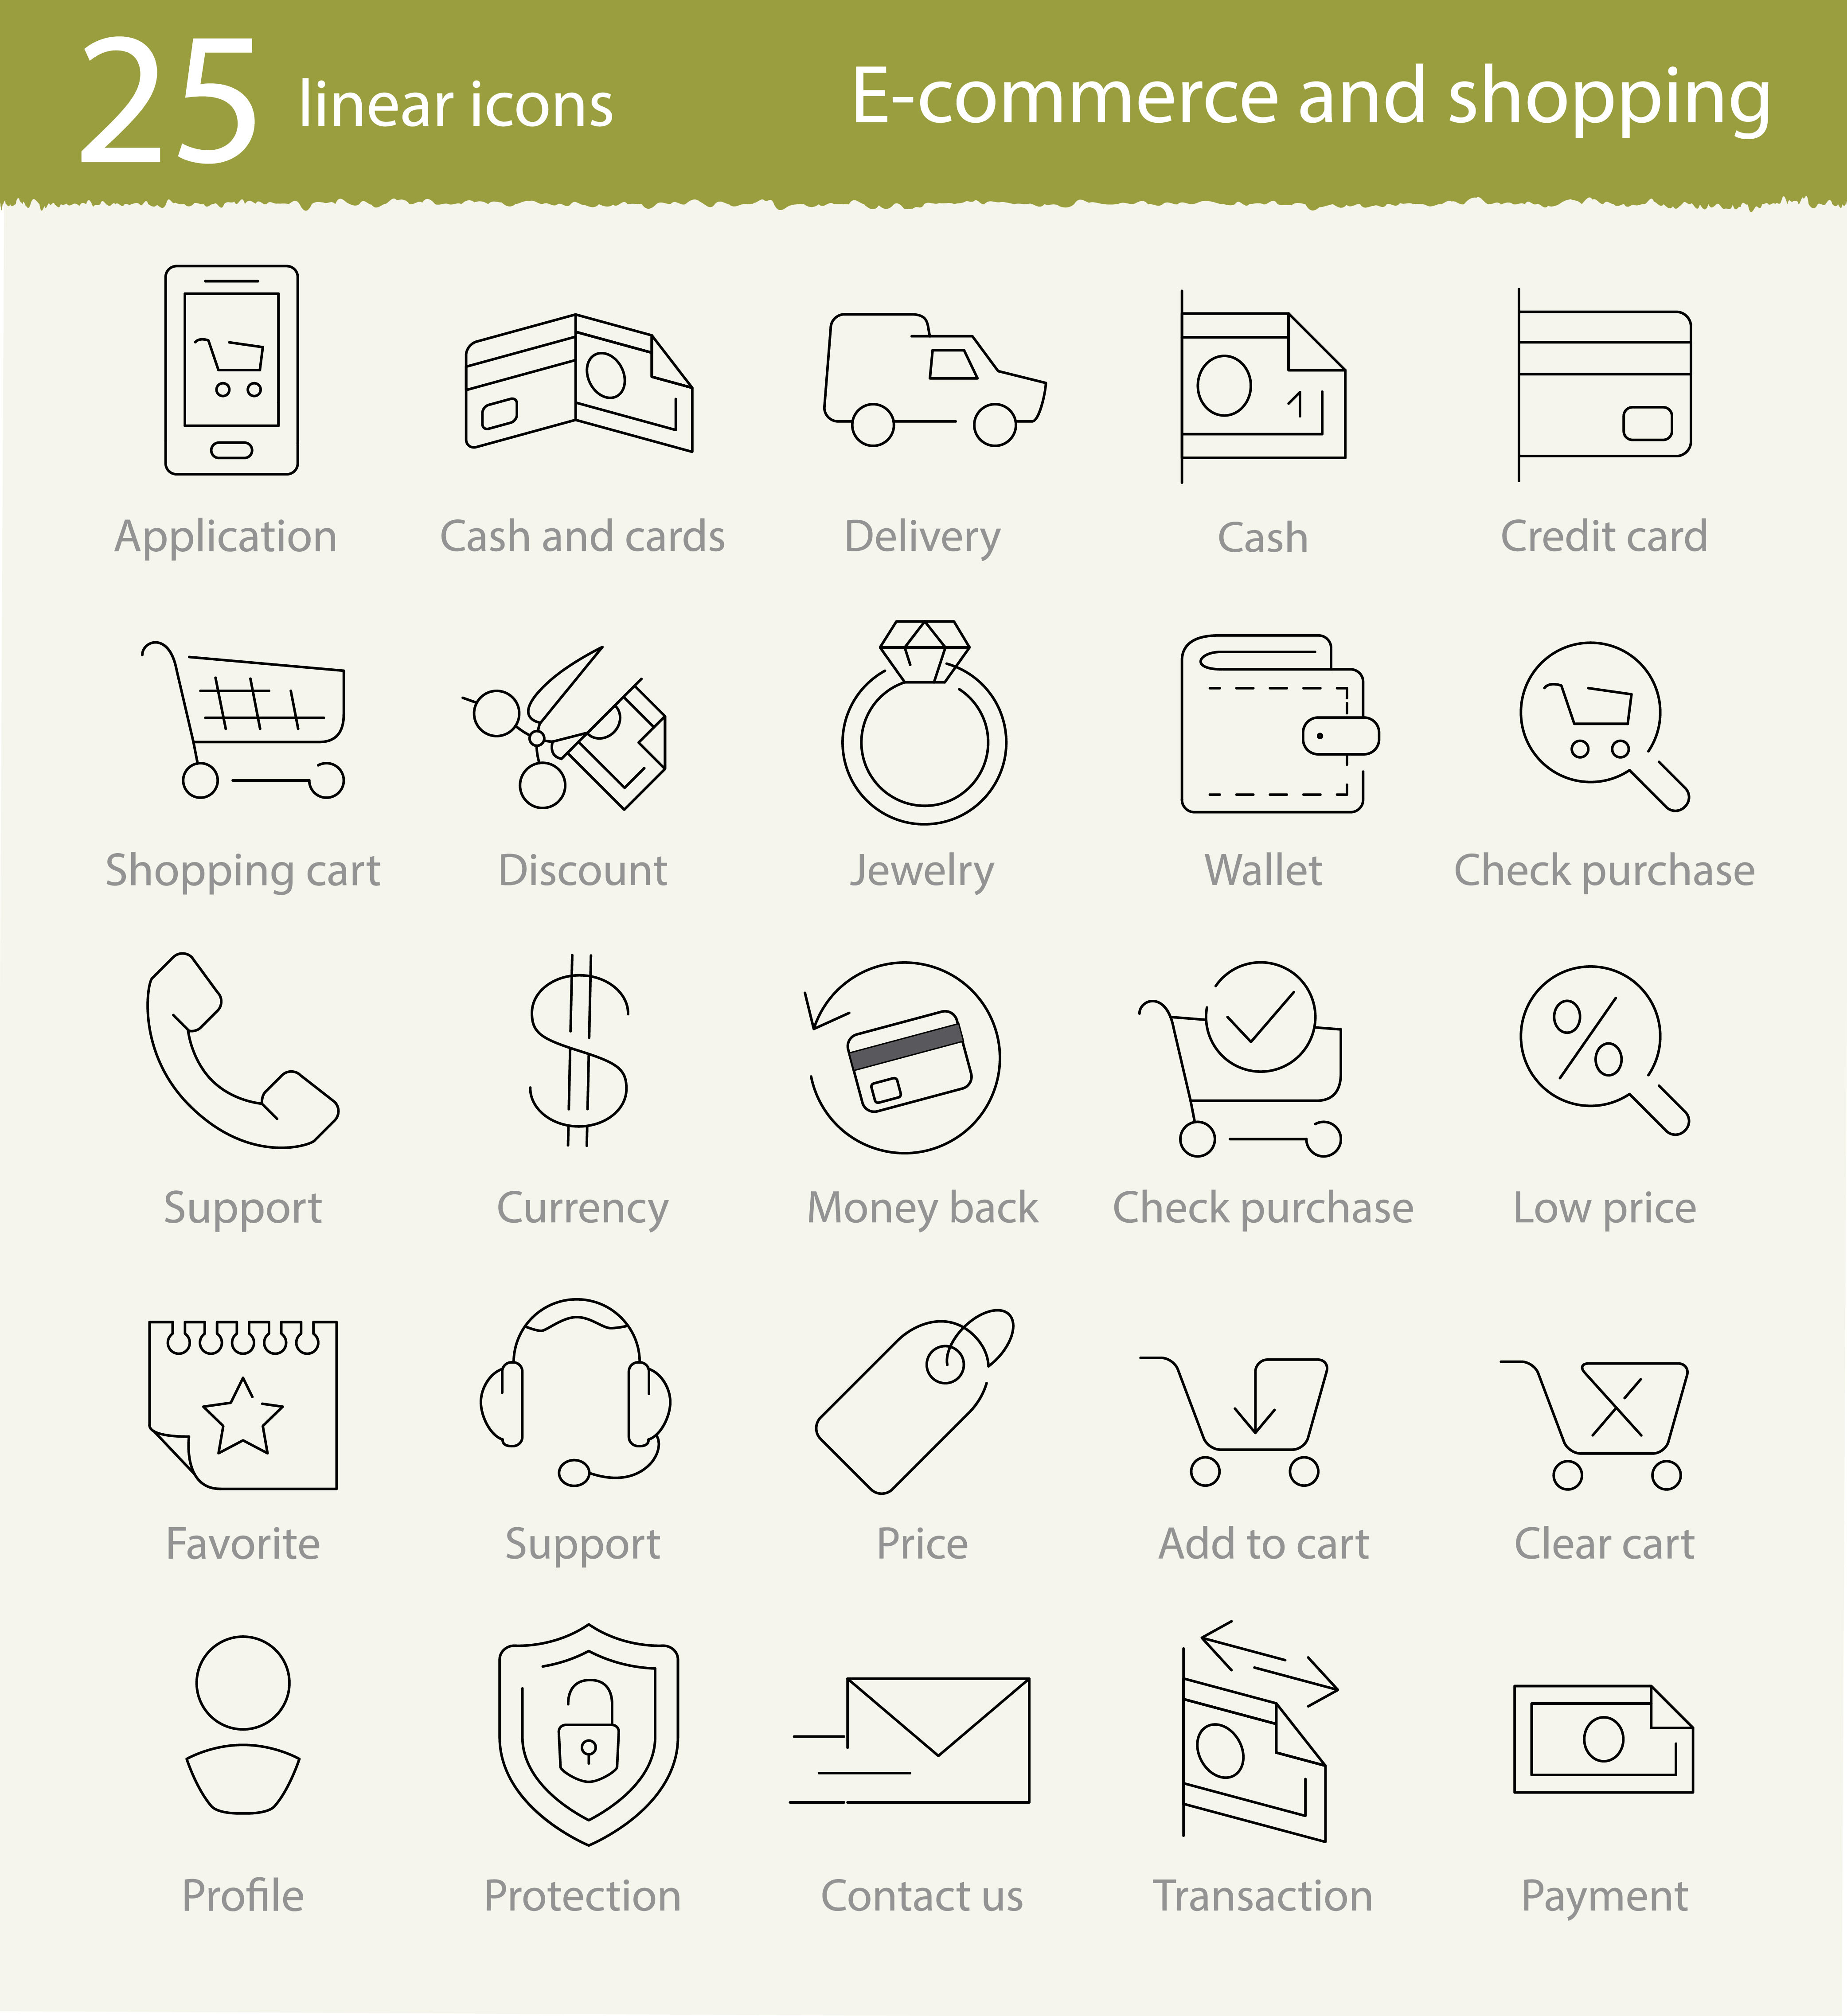 25 linear icons E-commerce and shopping
Application Cash and cards Delivery Cash Credit card
1
Shopping cart Discount Jewelry Wallet Check purchase
Support Currency Money back Check purchase Low price
Favorite Support Price Add to cart Clear cart
Profile Protection Contact us Transaction Payment